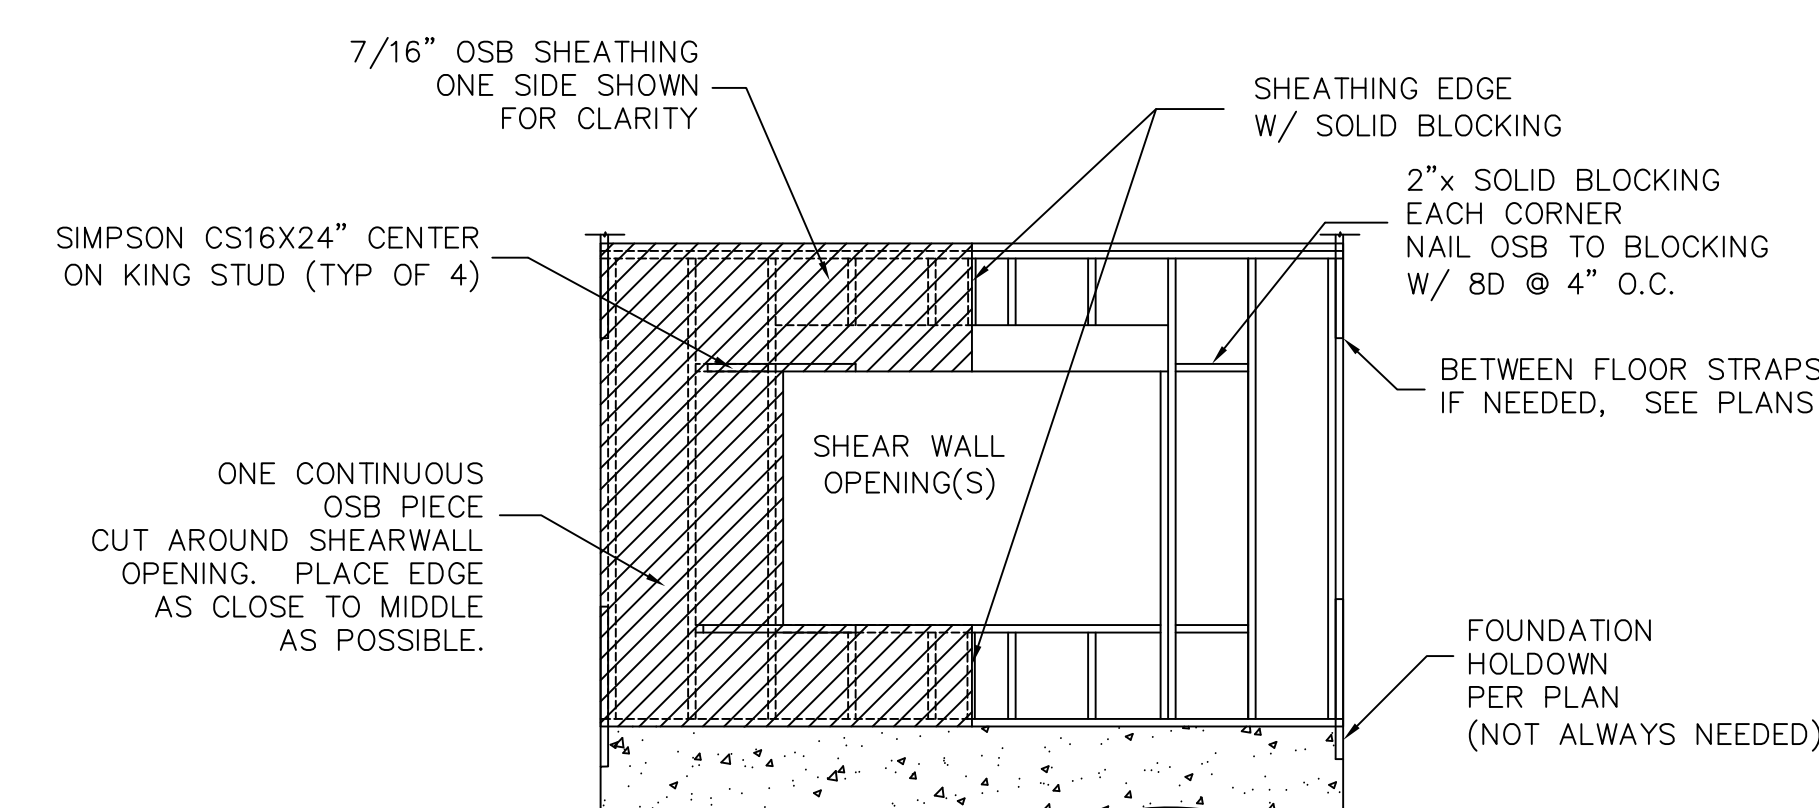 7/16" OSB SHEATHING
ONE SIDE SHOWN
FOR CLARITY
SHEATHING EDGE
W/ SOLID BLOCKING
2"x SOLID BLOCKING
EACH CORNER
NAIL OSB TO BLOCKING
W/ 8D @ 4" O.C.
SIMPSON CS16X24" CENTER
ON KING STUD (TYP OF 4)
BETWEEN FLOOR STRAPS
IF NEEDED, SEE PLANS
SHEAR WALL
OPENING(S)
ONE CONTINUOUS
OSB PIECE
CUT AROUND SHEARWALL
OPENING. PLACE EDGE
AS CLOSE TO MIDDLE
AS POSSIBLE.
FOUNDATION
HOLDOWN
PER PLAN
(NOT ALWAYS NEEDED)